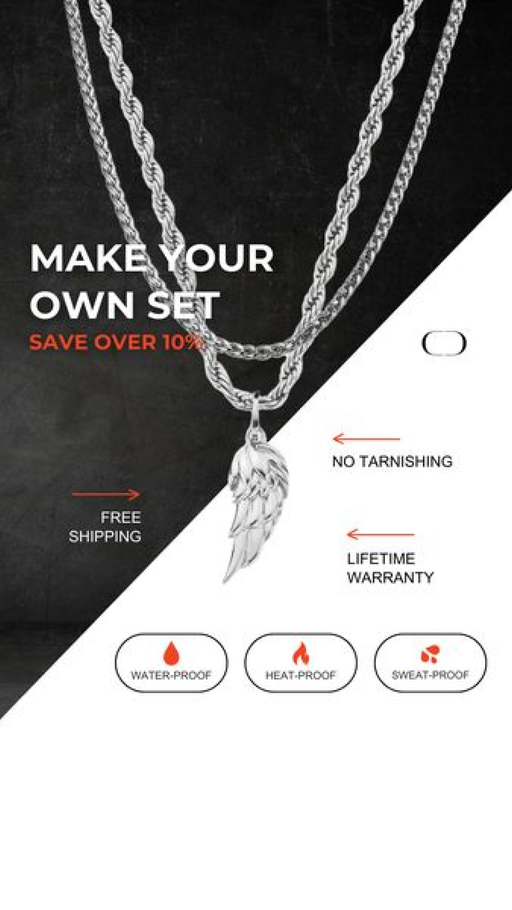 MAKE YOUR
OWN SET
SAVE OVER 10%
NO TARNISHING
FREE
SHIPPING
LIFETIME
WARRANTY
WATER-PROOF
HEAT-PROOF
SWEAT-PROOF